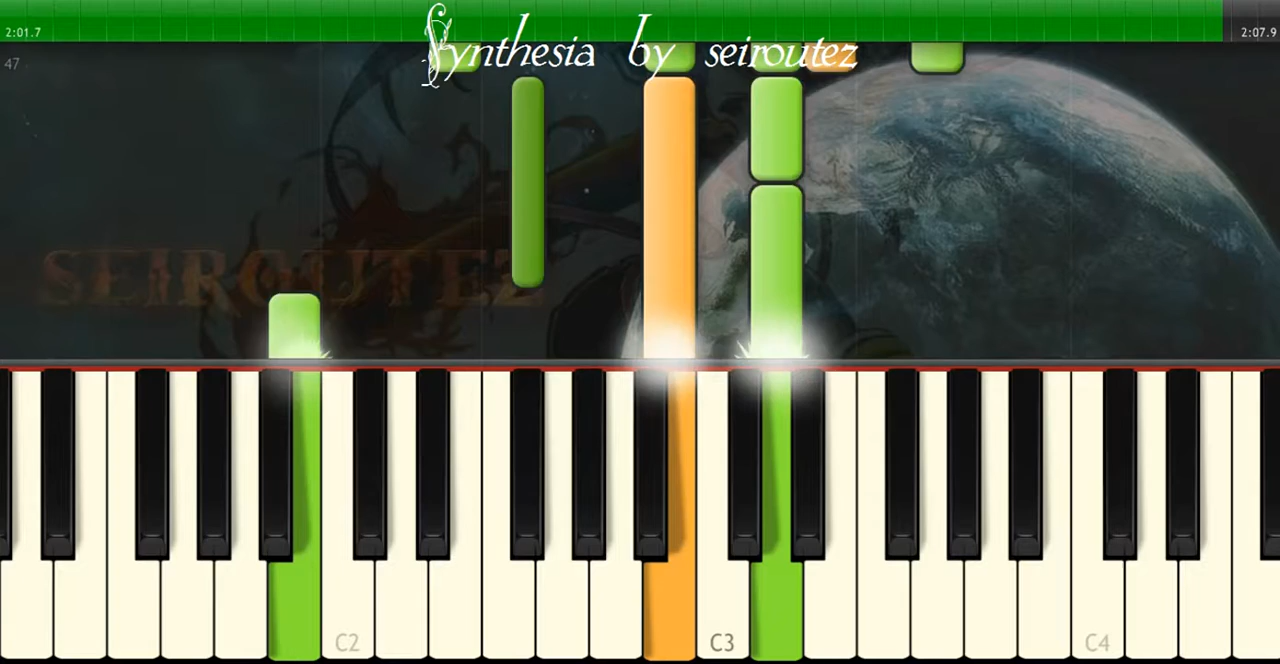 2:01.7
Synthesia by seiroutez
2:07.9
47
SEIROUTEZ
C2
C3
C4